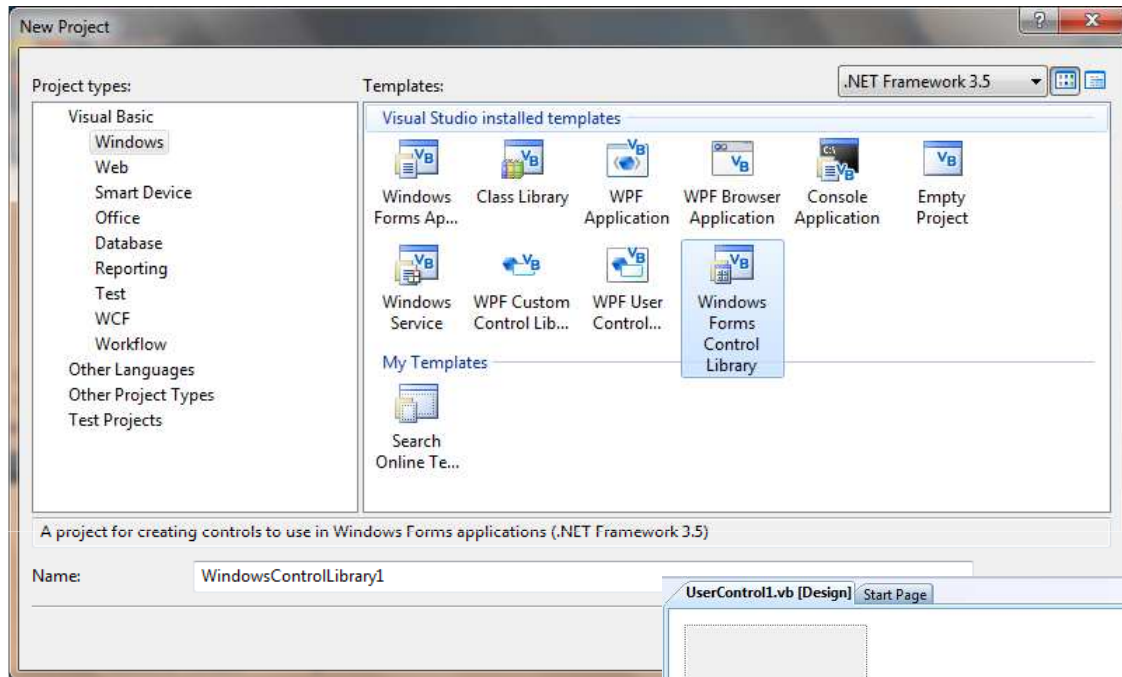 New Project
Project types:
Templates:
.NET Framework 3.5
Visual Basic
Windows
Web
Smart Device
Office
Database
Reporting
Test
WCF
Workflow
Other Languages
Other Project Types
Test Projects
Visual Studio installed templates
Windows
Forms Ap...
Class Library
WPF
Application
WPF Browser
Application
Console
Application
Empty
Project
Windows
Service
WPF Custom
Control Lib...
WPF User
Control...
Windows
Forms
Control
Library
My Templates
Search
Online Te...
A project for creating controls to use in Windows Forms applications (.NET Framework 3.5)
Name:
WindowsControlLibrary1
UserControl1.vb [Design]
Start Page